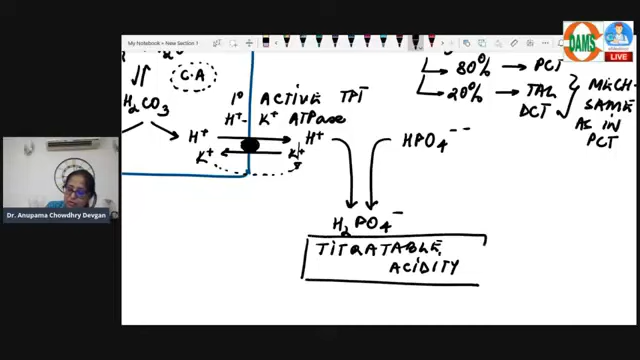 My Notebook > New Section 1
DAMS
LIVE
80% → PCT
20% → TAL
DCT
MECH-
SAME
AS IN
PCT
C.A
H2CO3
1° ACTIVE TPT
H+- K+ ATPase
H+ H+ HPO4--
K+ K+
H2PO4-
TITRATABLE
ACIDITY
Dr. Anupama Chowdhry Devgan